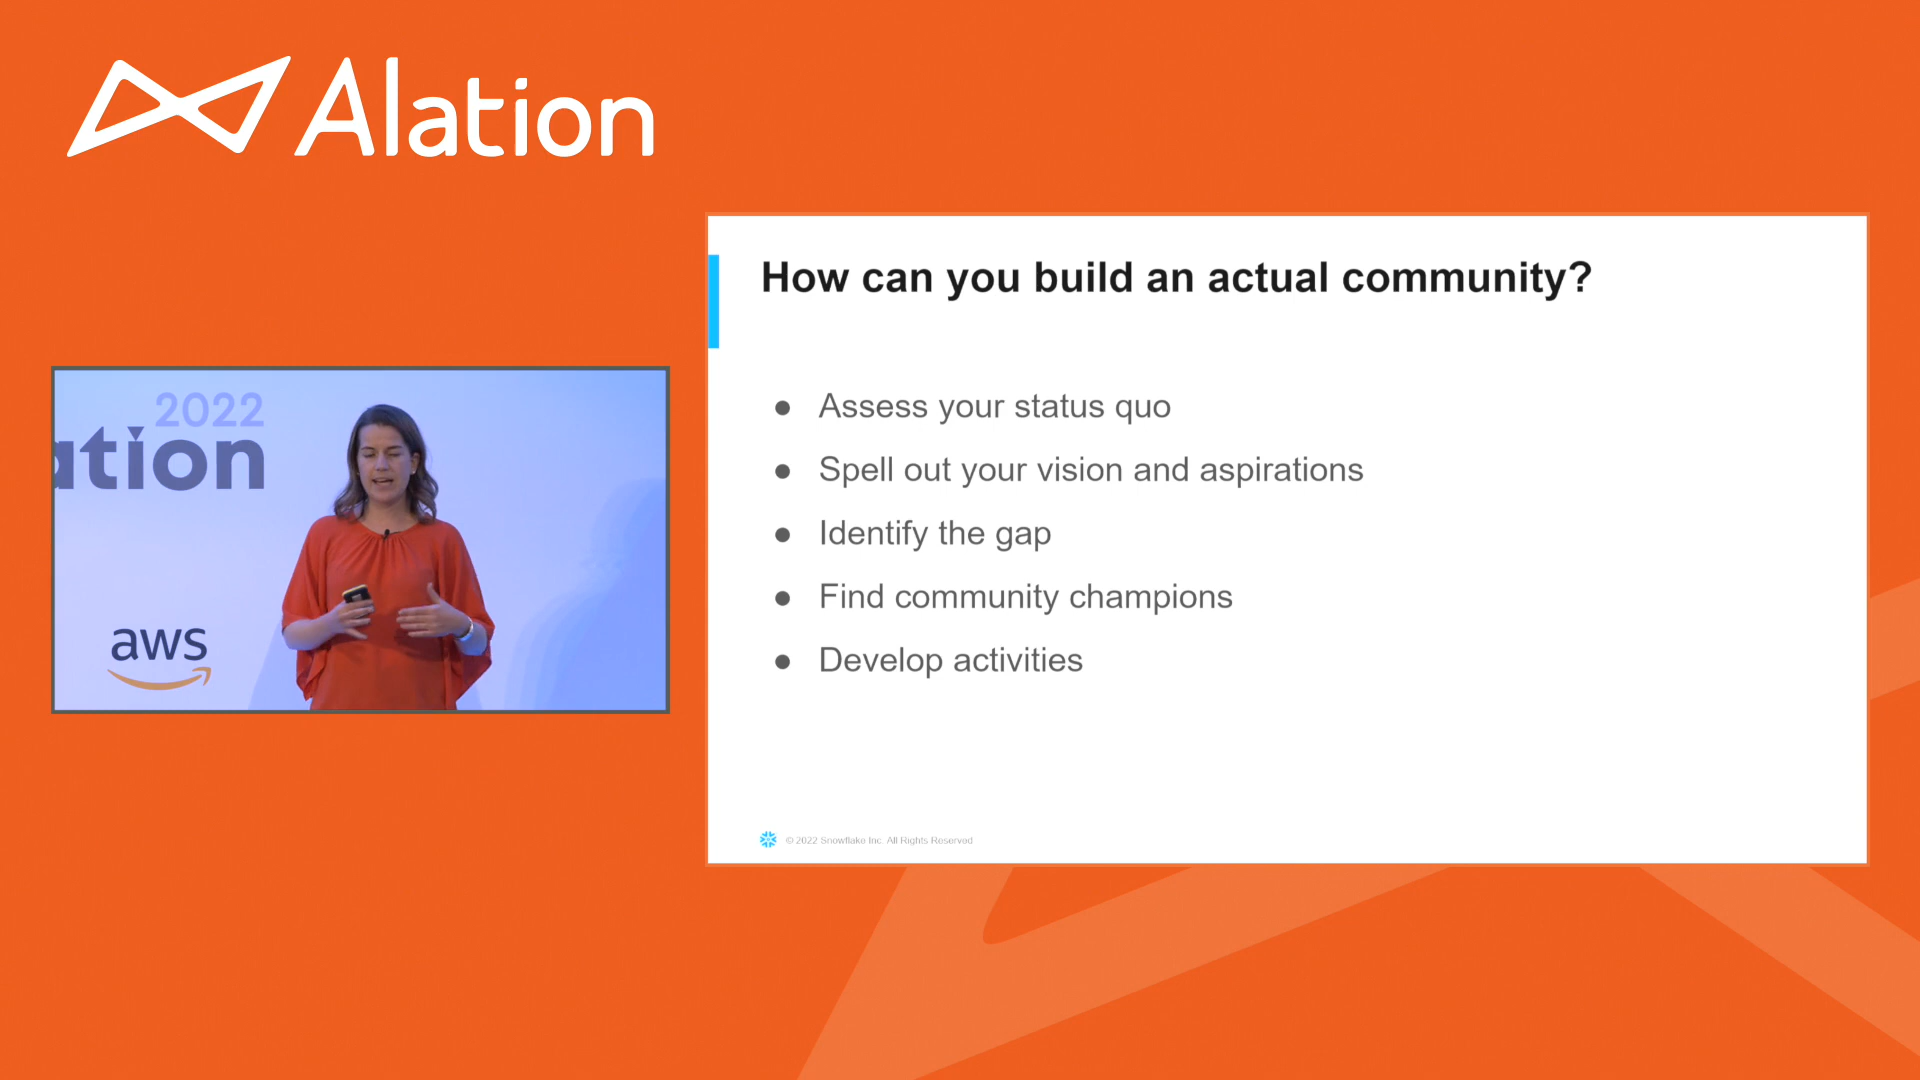 Alation
How can you build an actual community?
● Assess your status quo
● Spell out your vision and aspirations
● Identify the gap
● Find community champions
● Develop activities
© 2022 Snowflake Inc. All Rights Reserved
2022
ation
aws